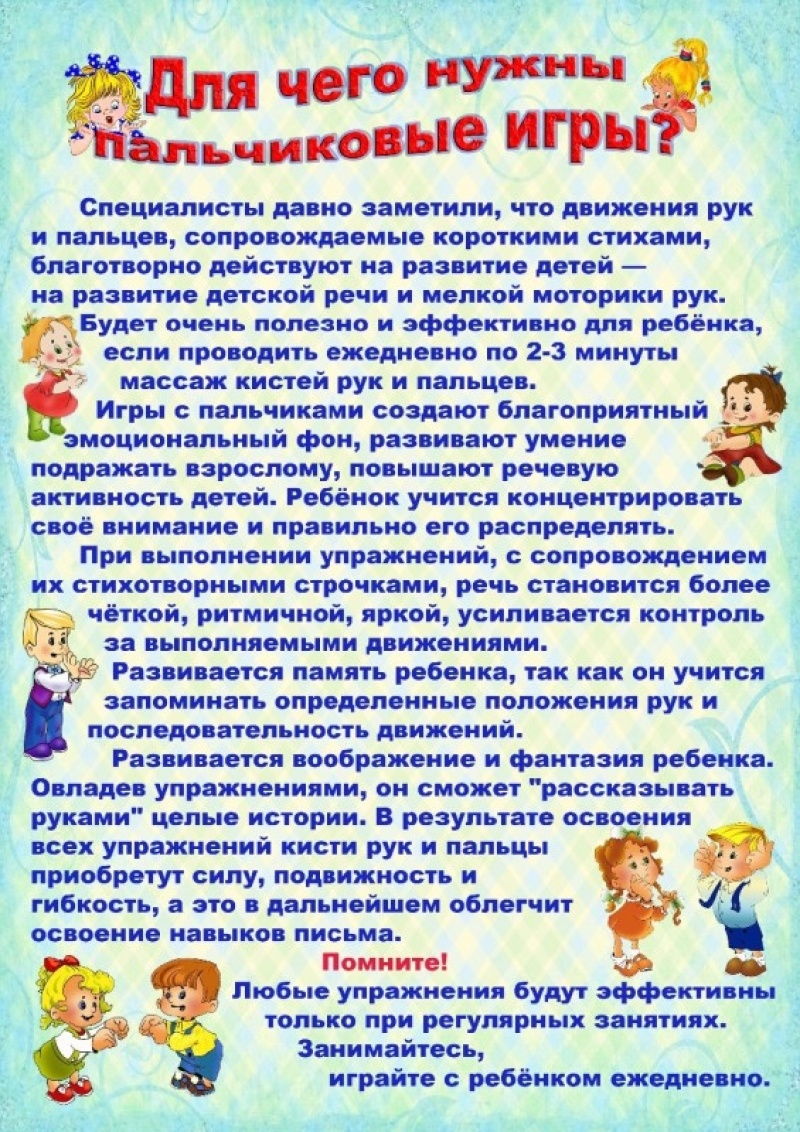 Для чего нужны
пальчиковые игры?
Специалисты давно заметили, что движения рук
и пальцев, сопровождаемые короткими стихами,
благотворно действуют на развитие детей —
на развитие детской речи и мелкой моторики рук.
Будет очень полезно и эффективно для ребёнка,
если проводить ежедневно по 2-3 минуты
массаж кистей рук и пальцев.
Игры с пальчиками создают благоприятный
эмоциональный фон, развивают умение
подражать взрослому, повышают речевую
активность детей. Ребёнок учится концентрировать
своё внимание и правильно его распределять.
При выполнении упражнений, с сопровождением
их стихотворными строчками, речь становится более
чёткой, ритмичной, яркой, усиливается контроль
за выполняемыми движениями.
Развивается память ребенка, так как он учится
запоминать определенные положения рук и
последовательность движений.
Развивается воображение и фантазия ребенка.
Овладев упражнениями, он сможет "рассказывать
руками" целые истории. В результате освоения
всех упражнений кисти рук и пальцы
приобретут силу, подвижность и
гибкость, а это в дальнейшем облегчит
освоение навыков письма.
Помните!
Любые упражнения будут эффективны
только при регулярных занятиях.
Занимайтесь,
играйте с ребёнком ежедневно.